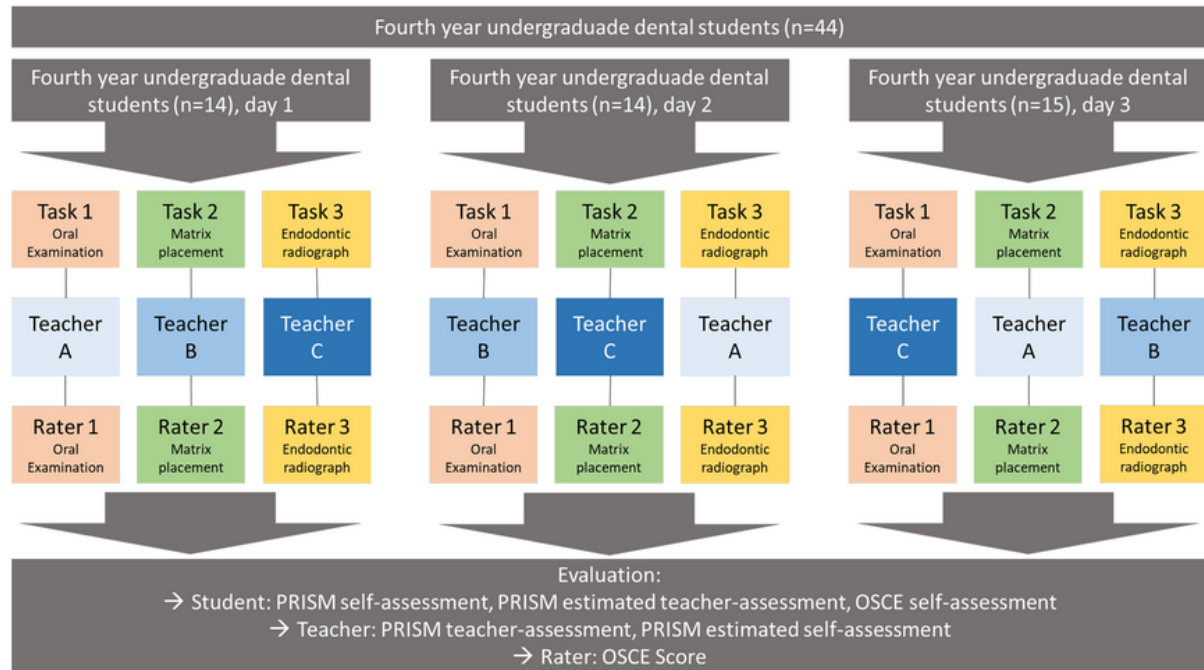 Fourth year undergraduade dental students (n=44)
Fourth year undergraduade dental
students (n=14), day 1
Fourth year undergraduade dental
students (n=14), day 2
Fourth year undergraduade dental
students (n=15), day 3
Task 1
Oral
Examination
Task 2
Matrix
placement
Task 3
Endodontic
radiograph
Task 1
Oral
Examination
Task 2
Matrix
placement
Task 3
Endodontic
radiograph
Task 1
Oral
Examination
Task 2
Matrix
placement
Task 3
Endodontic
radiograph
Teacher
A
Teacher
B
Teacher
C
Teacher
B
Teacher
C
Teacher
A
Teacher
C
Teacher
A
Teacher
B
Rater 1
Oral
Examination
Rater 2
Matrix
placement
Rater 3
Endodontic
radiograph
Rater 1
Oral
Examination
Rater 2
Matrix
placement
Rater 3
Endodontic
radiograph
Rater 1
Oral
Examination
Rater 2
Matrix
placement
Rater 3
Endodontic
radiograph
Evaluation:
→ Student: PRISM self-assessment, PRISM estimated teacher-assessment, OSCE self-assessment
→ Teacher: PRISM teacher-assessment, PRISM estimated self-assessment
→ Rater: OSCE Score